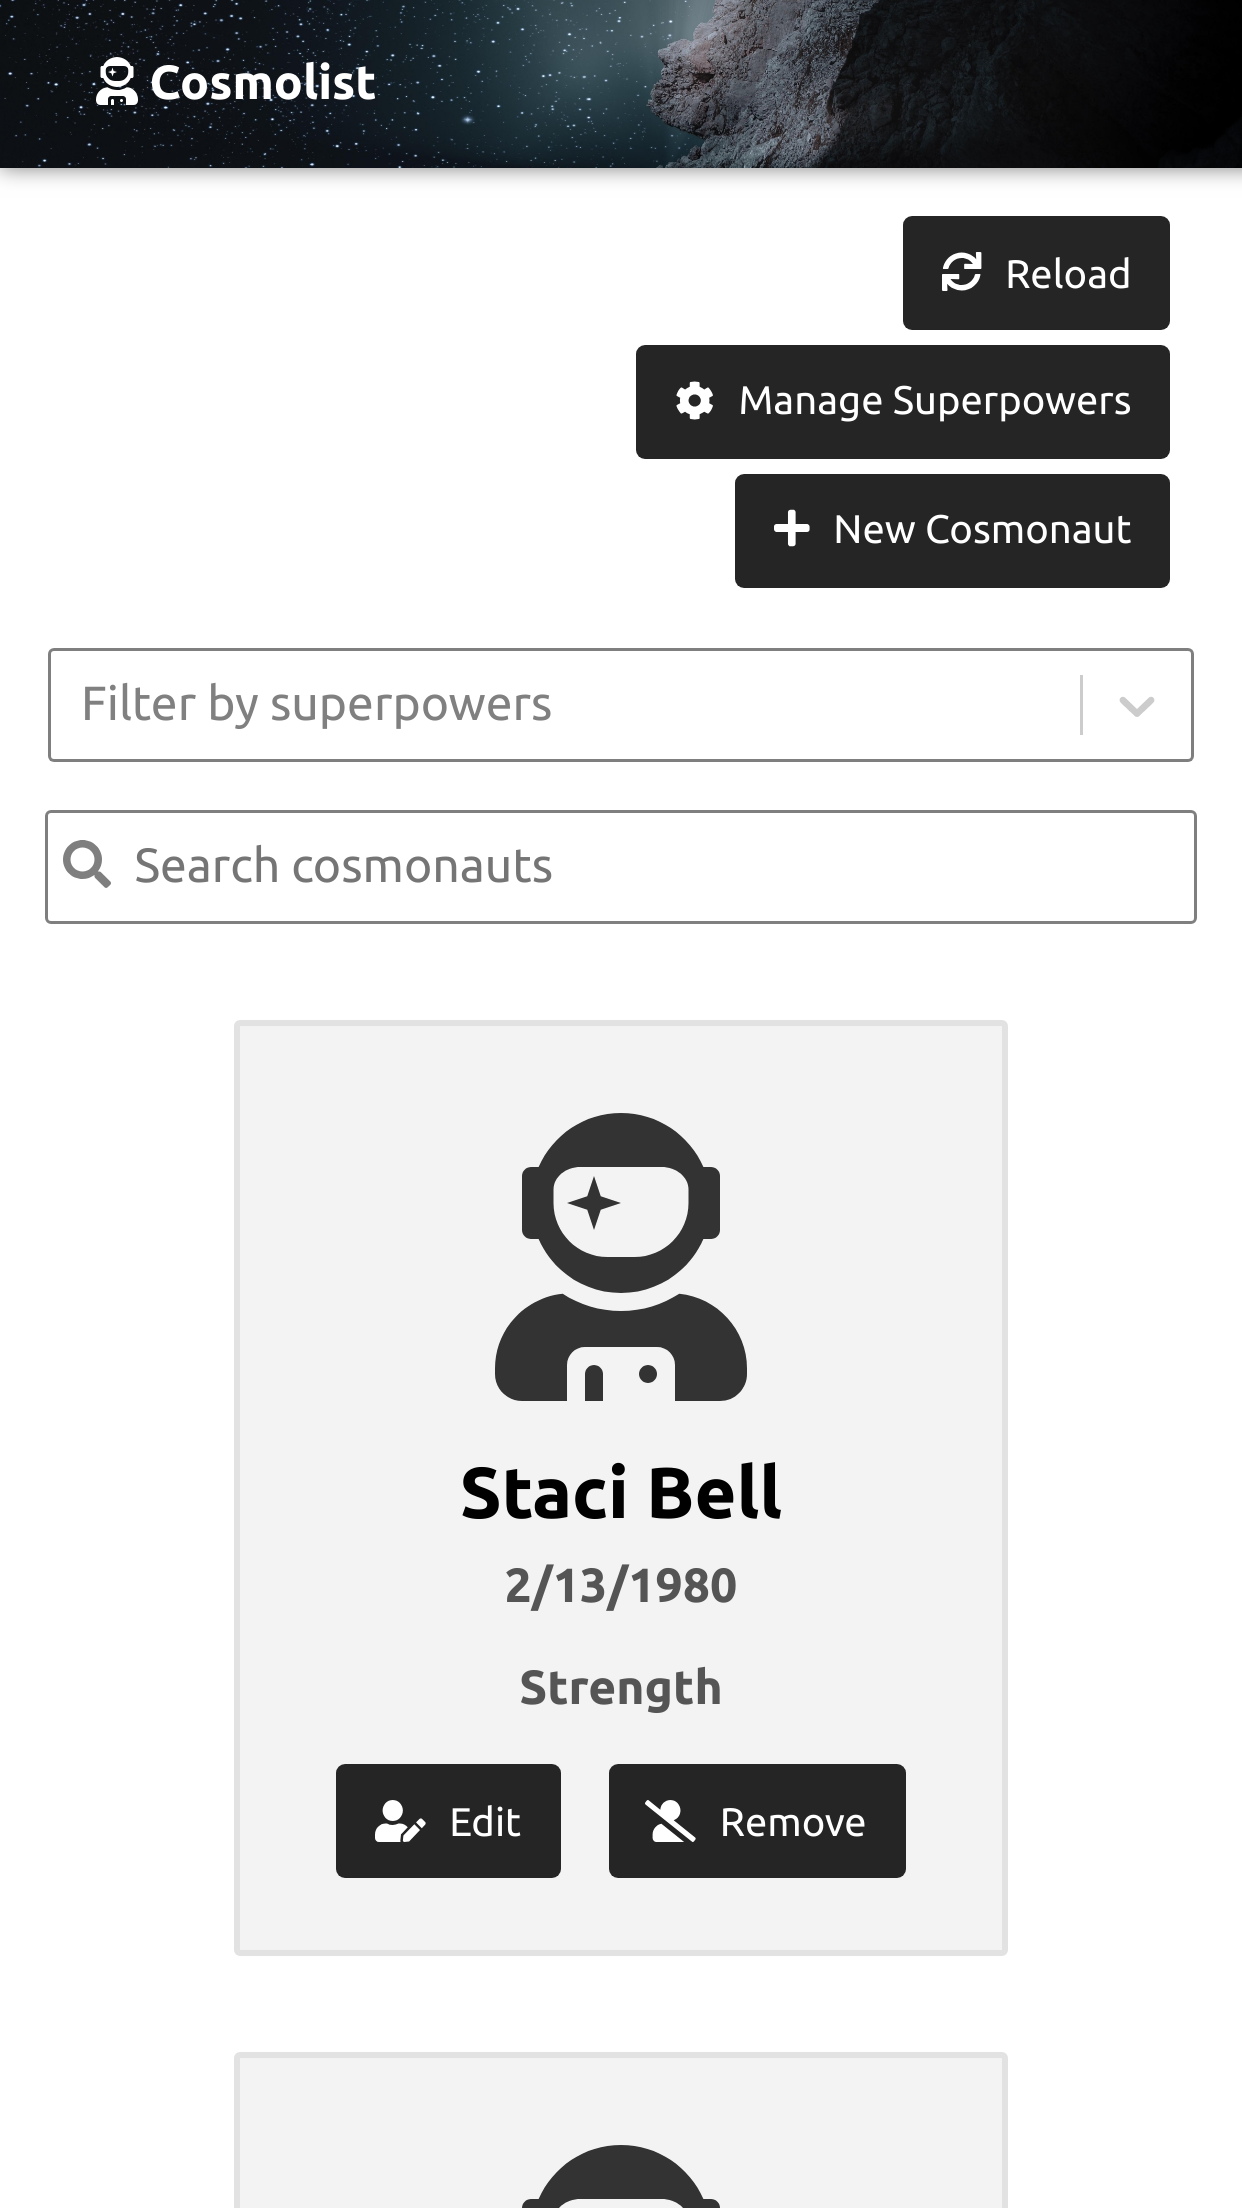 Cosmolist
Reload
Manage Superpowers
New Cosmonaut
Filter by superpowers
Search cosmonauts
Staci Bell
2/13/1980
Strength
Edit
Remove